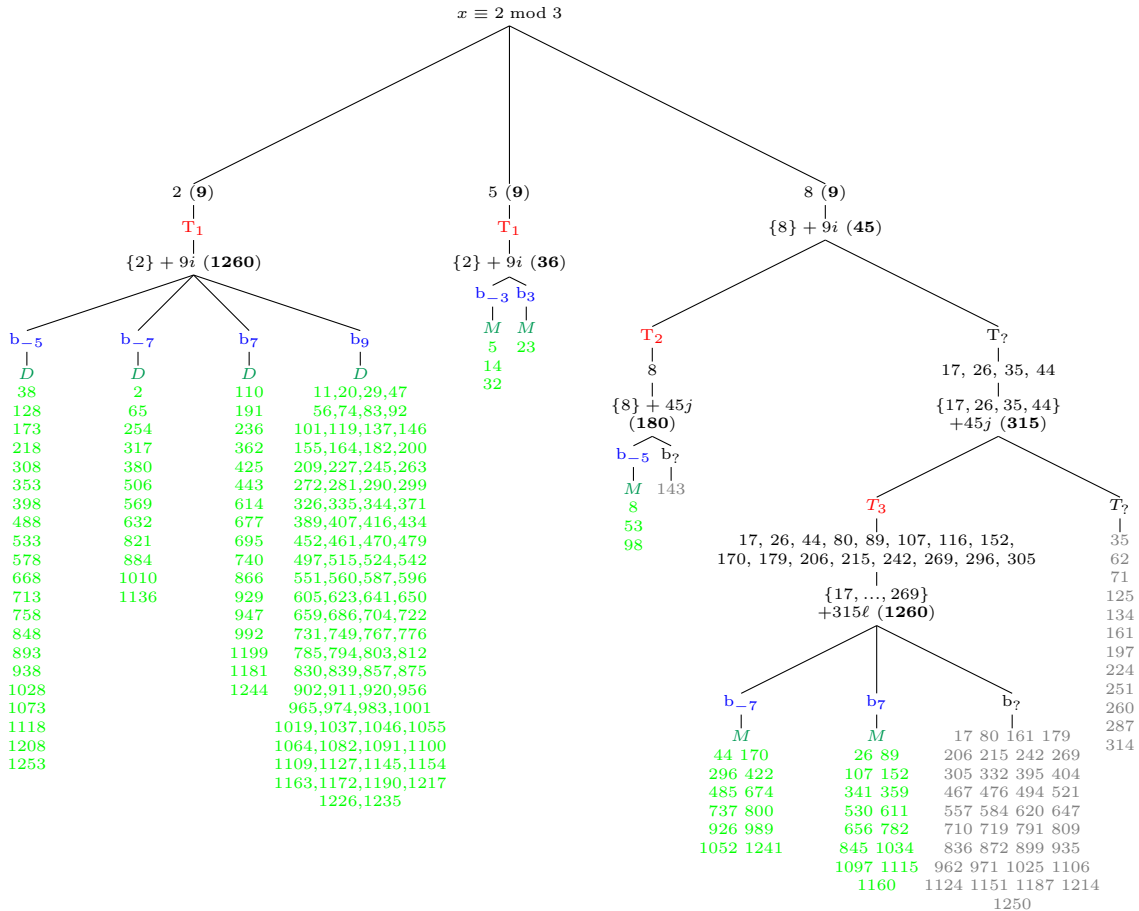 x ≡ 2 mod 3
2 (9)
5 (9)
8 (9)
T₁
T₁
{8} + 9i (45)
{2} + 9i (1260)
{2} + 9i (36)
b₋₃
b₃
M
M
5
23
14
32
b₋₅
b₋₇
b₇
b₉
D
D
D
D
38
128
173
218
308
353
398
488
533
578
668
713
758
848
893
938
1028
1073
1118
1208
1253
2
65
254
317
380
506
569
632
821
884
1010
1136
110
191
236
362
425
443
614
677
695
740
866
929
947
992
1199
1181
1244
11,20,29,47
56,74,83,92
101,119,137,146
155,164,182,200
209,227,245,263
272,281,290,299
326,335,344,371
389,407,416,434
452,461,470,479
497,515,524,542
551,560,587,596
605,623,641,650
659,686,704,722
731,749,767,776
785,794,803,812
830,839,857,875
902,911,920,956
965,974,983,1001
1019,1037,1046,1055
1064,1082,1091,1100
1109,1127,1145,1154
1163,1172,1190,1217
1226,1235
T₂
8
{8} + 45j
(180)
b₋₅
b?
M
143
8
53
98
T?
17, 26, 35, 44
{17, 26, 35, 44}
+45j (315)
T₃
17, 26, 44, 80, 89, 107, 116, 152,
170, 179, 206, 215, 242, 269, 296, 305
{17, ..., 269}
+315ℓ (1260)
b₋₇
b₇
b?
M
44 170
296 422
485 674
737 800
926 989
1052 1241
M
26 89
107 152
341 359
530 611
656 782
845 1034
1097 1115
1160
17 80 161 179
206 215 242 269
305 332 395 404
467 476 494 521
557 584 620 647
710 719 791 809
836 872 899 935
962 971 1025 1106
1124 1151 1187 1214
1250
T?
35
62
71
125
134
161
197
224
251
260
287
314